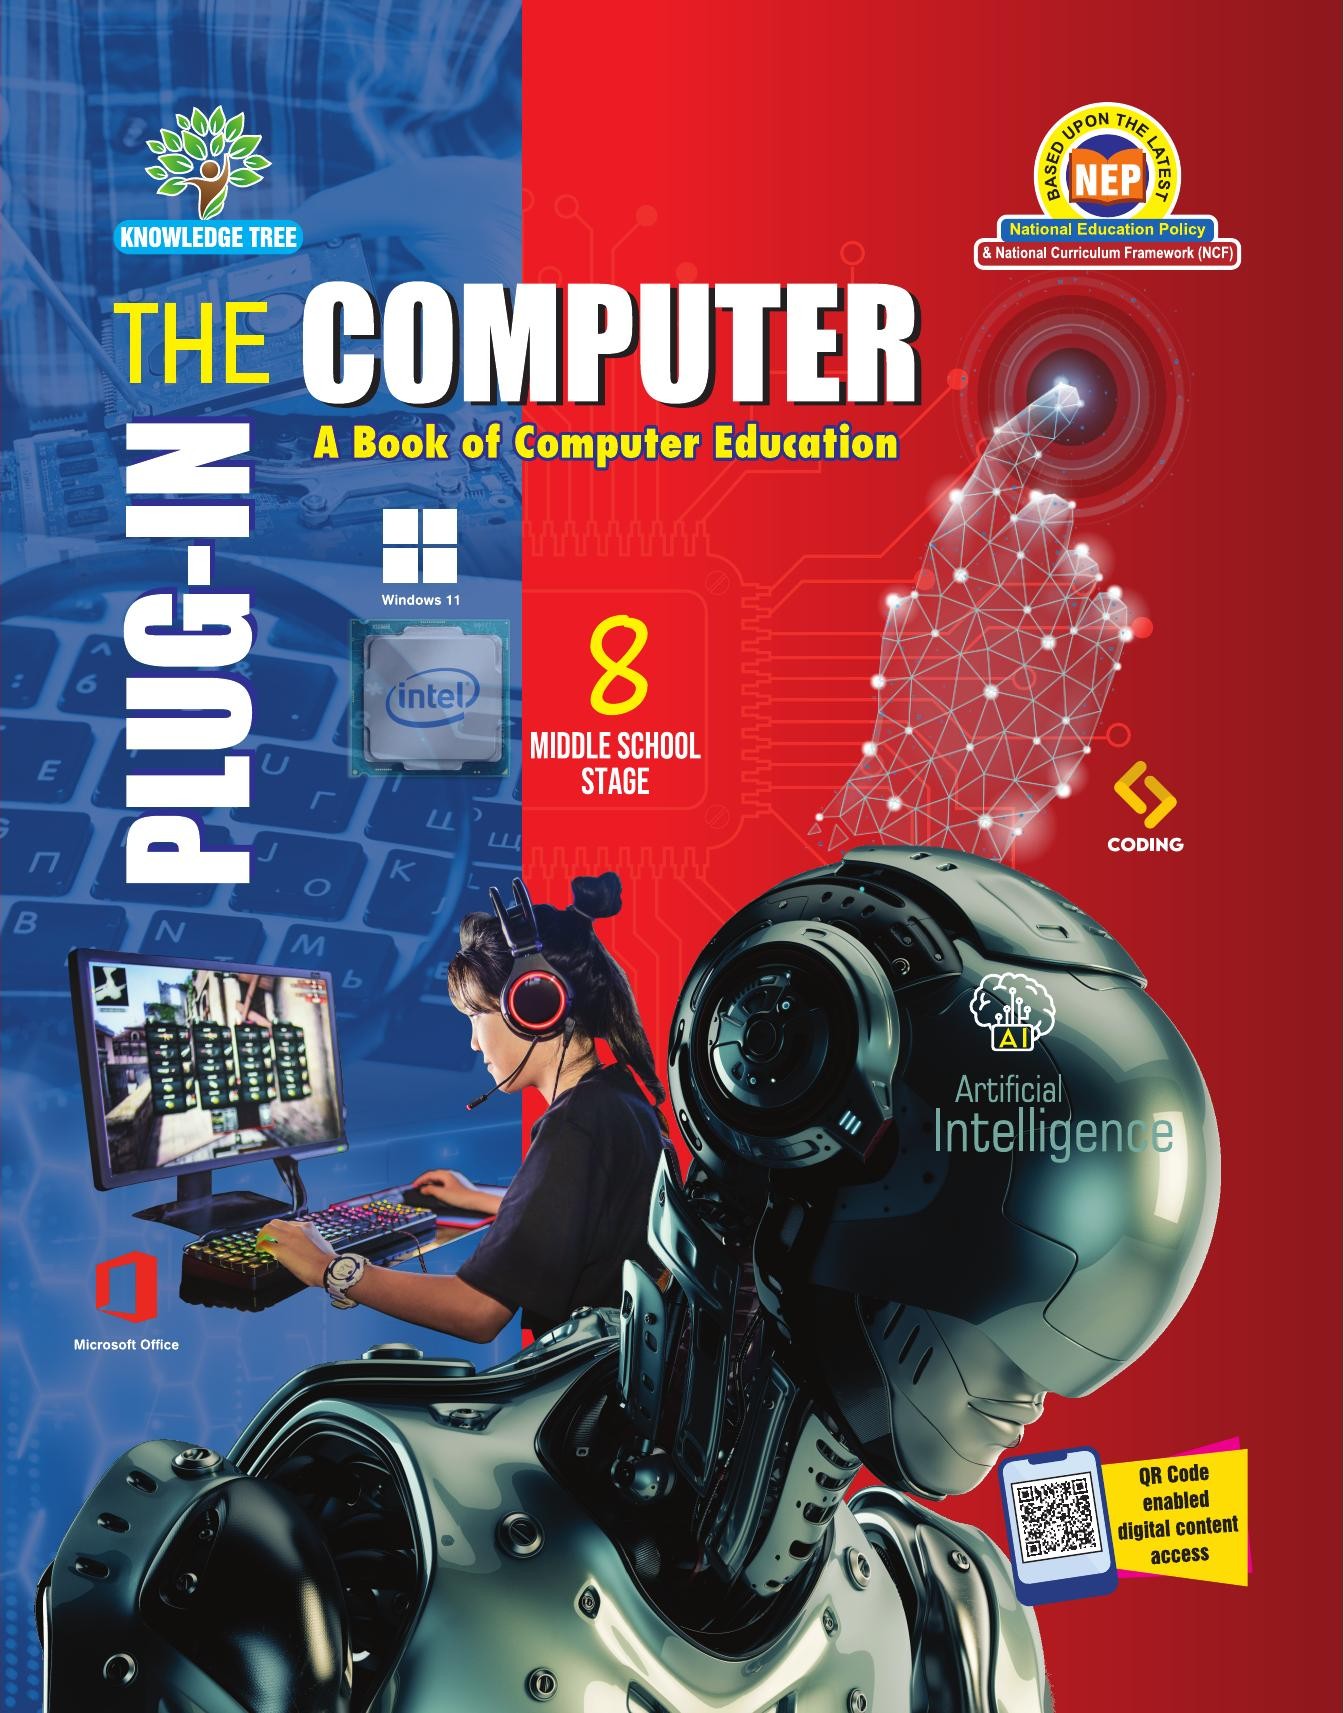 KNOWLEDGE TREE
BASED UPON THE LATEST
NEP
National Education Policy
& National Curriculum Framework (NCF)
THE COMPUTER
PLUG-IN
A Book of Computer Education
Windows 11
intel
8
MIDDLE SCHOOL
STAGE
CODING
AI
Artificial
Intelligence
Microsoft Office
QR Code
enabled
digital content
access